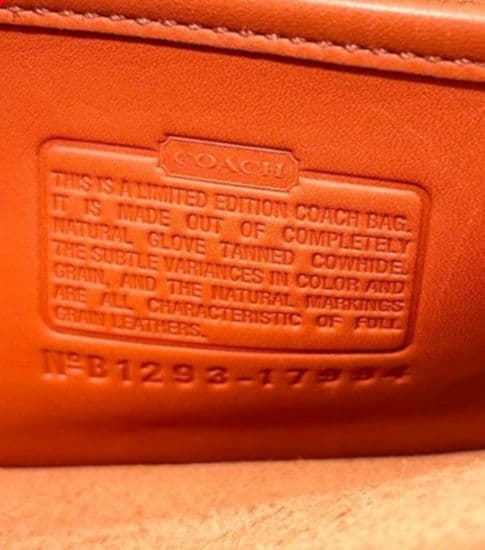 COACH
THIS IS A LIMITED EDITION COACH BAG.
IT IS MADE OUT OF COMPLETELY
NATURAL GLOVE TANNED COWHIDE.
THE SUBTLE VARIANCES IN COLOR AND
GRAIN, AND THE NATURAL MARKINGS
ARE ALL CHARACTERISTIC OF FULL
GRAIN LEATHERS.
NºB1293-17994